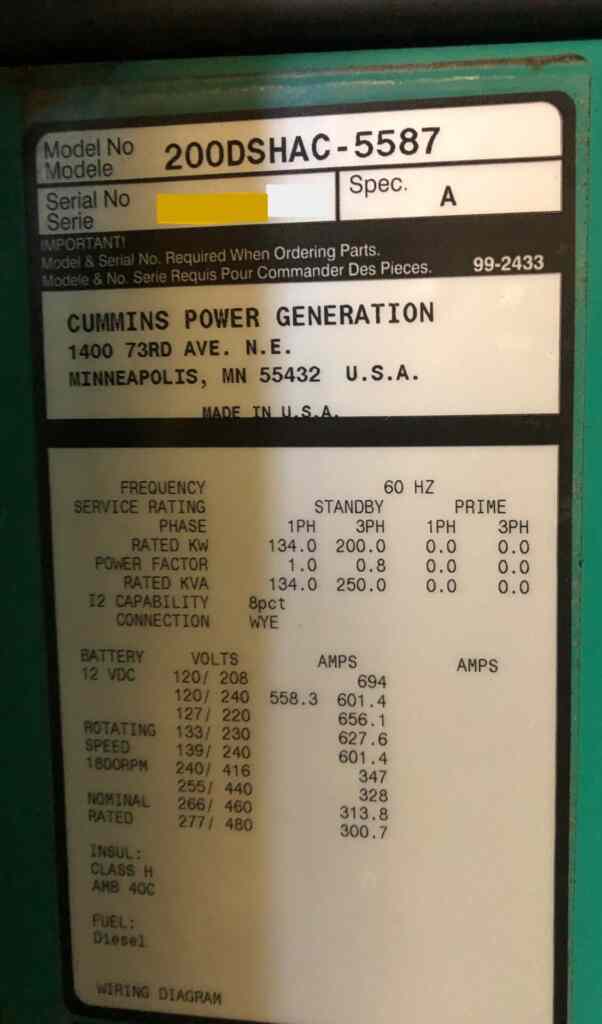 Model No 200DSHAC-5587
Modele
Serial No Spec. A
Serie
IMPORTANT!
Model & Serial No. Required When Ordering Parts.
Modele & No. Serie Requis Pour Commander Des Pieces. 99-2433
CUMMINS POWER GENERATION
1400 73RD AVE. N.E.
MINNEAPOLIS, MN 55432 U.S.A.
MADE IN U.S.A.
FREQUENCY 60 HZ
SERVICE RATING STANDBY PRIME
PHASE 1PH 3PH 1PH 3PH
RATED KW 134.0 200.0 0.0 0.0
POWER FACTOR 1.0 0.8 0.0 0.0
RATED KVA 134.0 250.0 0.0 0.0
I2 CAPABILITY 8pct
CONNECTION WYE
BATTERY VOLTS AMPS AMPS
12 VDC 120/ 208 694
120/ 240 558.3 601.4
127/ 220 656.1
ROTATING 133/ 230 627.6
SPEED 139/ 240 601.4
1800RPM 240/ 416 347
255/ 440 328
NOMINAL 266/ 460 313.8
RATED 277/ 480 300.7
INSUL:
CLASS H
AMB 40C
FUEL:
Diesel
WIRING DIAGRAM